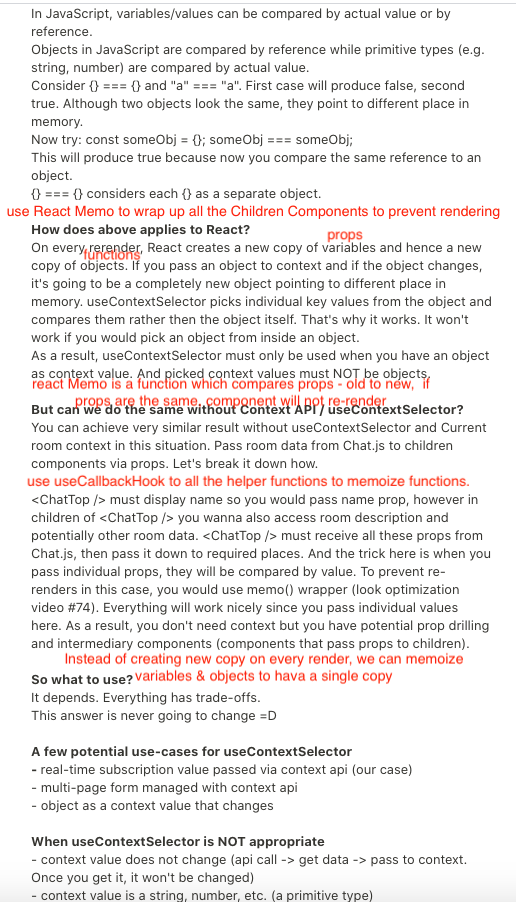 In JavaScript, variables/values can be compared by actual value or by
reference.
Objects in JavaScript are compared by reference while primitive types (e.g.
string, number) are compared by actual value.
Consider {} === {} and "a" === "a". First case will produce false, second
true. Although two objects look the same, they point to different place in
memory.
Now try: const someObj = {}; someObj === someObj;
This will produce true because now you compare the same reference to an
object.
{} === {} considers each {} as a separate object.
use React Memo to wrap up all the Children Components to prevent rendering
How does above applies to React?
props
On every rerender, React creates a new copy of variables and hence a new
functions
copy of objects. If you pass an object to context and if the object changes,
it's going to be a completely new object pointing to different place in
memory. useContextSelector picks individual key values from the object and
compares them rather then the object itself. That's why it works. It won't
work if you would pick an object from inside an object.
As a result, useContextSelector must only be used when you have an object
as context value. And picked context values must NOT be objects.
react Memo is a function which compares props - old to new, if
props are the same, component will not re-render
But can we do the same without Context API / useContextSelector?
You can achieve very similar result without useContextSelector and Current
room context in this situation. Pass room data from Chat.js to children
components via props. Let's break it down how.
use useCallbackHook to all the helper functions to memoize functions.
<ChatTop /> must display name so you would pass name prop, however in
children of <ChatTop /> you wanna also access room description and
potentially other room data. <ChatTop /> must receive all these props from
Chat.js, then pass it down to required places. And the trick here is when you
pass individual props, they will be compared by value. To prevent re-
renders in this case, you would use memo() wrapper (look optimization
video #74). Everything will work nicely since you pass individual values
here. As a result, you don't need context but you have potential prop drilling
and intermediary components (components that pass props to children).
Instead of creating new copy on every render, we can memoize
variables & objects to hava a single copy
So what to use?
It depends. Everything has trade-offs.
This answer is never going to change =D
A few potential use-cases for useContextSelector
- real-time subscription value passed via context api (our case)
- multi-page form managed with context api
- object as a context value that changes
When useContextSelector is NOT appropriate
- context value does not change (api call -> get data -> pass to context.
Once you get it, it won't be changed)
- context value is a string, number, etc. (a primitive type)